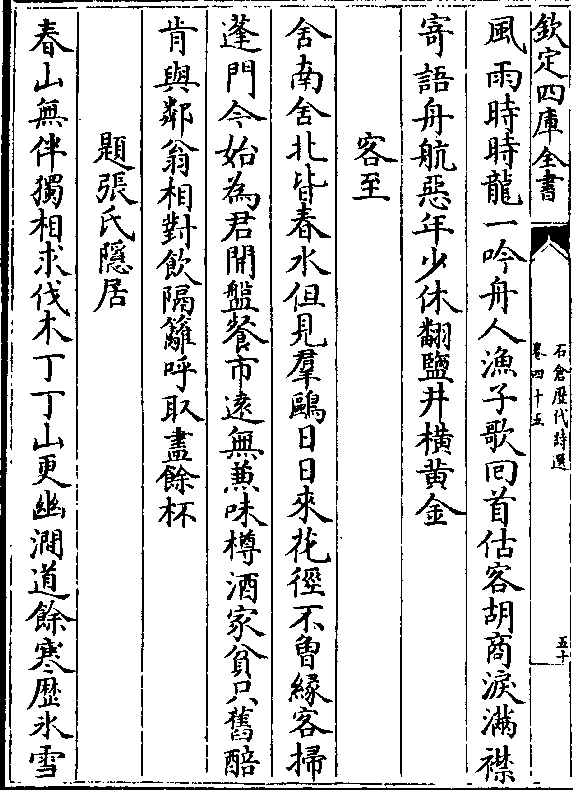 欽定四庫全書
石倉歷代詩選
卷四十五
五十
風雨時時龍一吟舟人漁子歌回首估客胡商淚滿襟
寄語舟航惡年少休翻鹽井橫黃金
客至
舍南舍北皆春水但見羣鷗日日來花徑不曾緣客掃
蓬門今始為君開盤餐市遠無兼味樽酒家貧只舊醅
肯與鄰翁相對飲隔籬呼取盡餘杯
題張氏隱居
春山無伴獨相求伐木丁丁山更幽澗道餘寒歷氷雪